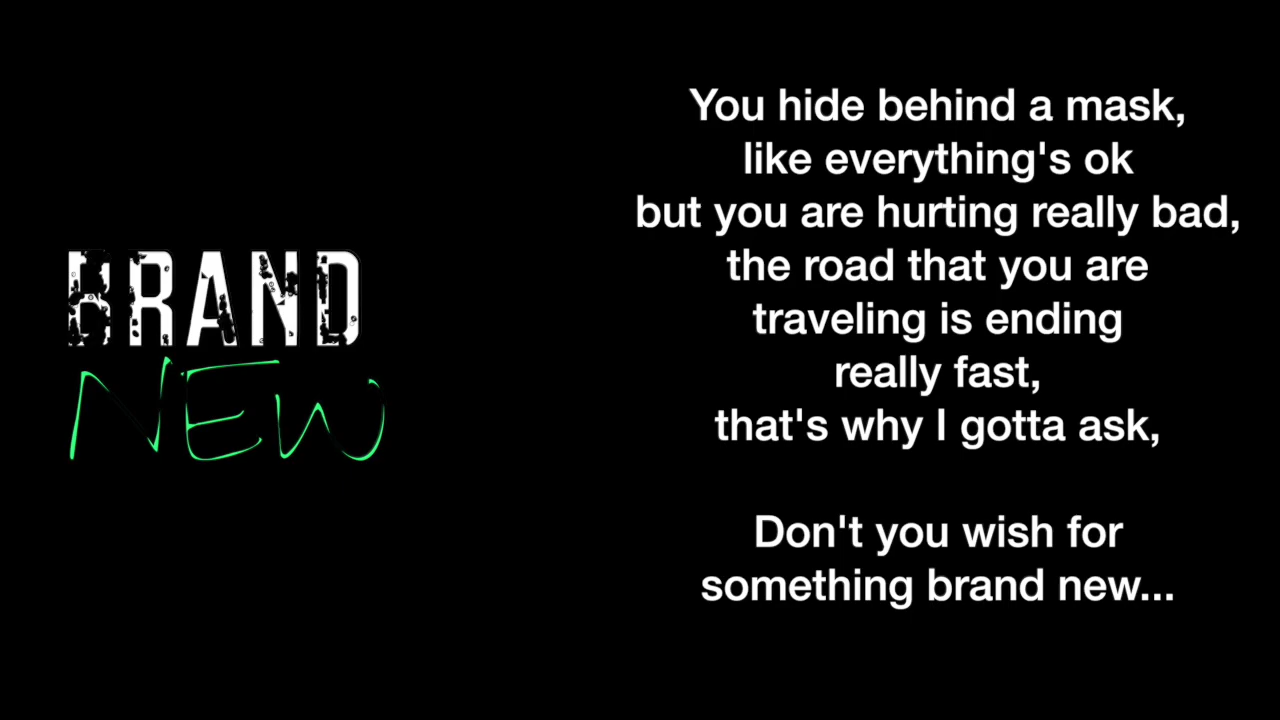 BRAND
NEW
You hide behind a mask,
like everything's ok
but you are hurting really bad,
the road that you are
traveling is ending
really fast,
that's why I gotta ask,
Don't you wish for
something brand new...